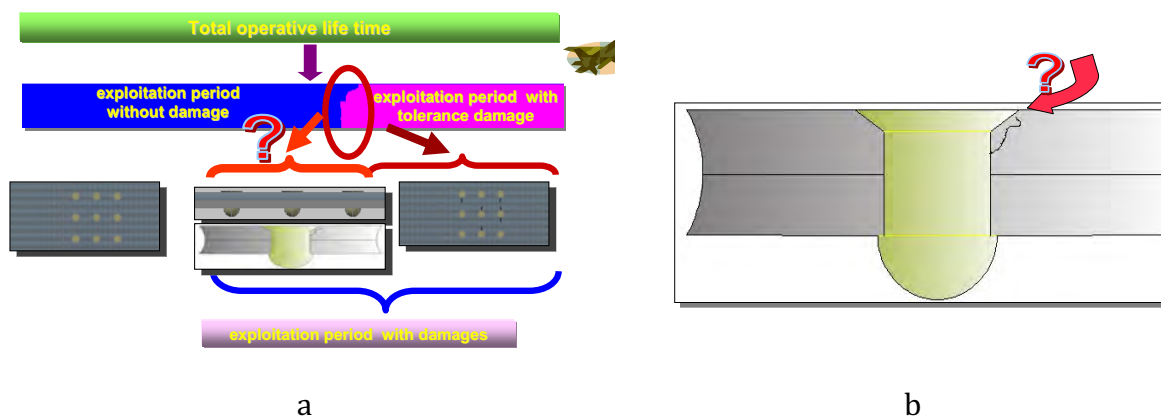 Total operative life time
exploitation period
without damage
exploitation period with
tolerance damage
?
?
exploitation period with damages
a
b